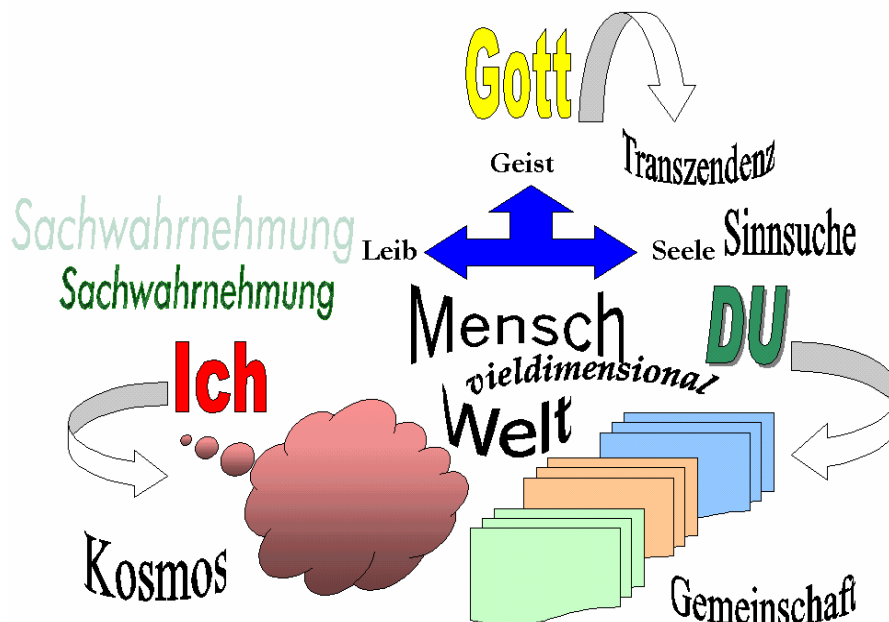 Gott
Transzendenz
Geist
Sachwahrnehmung
Leib
Seele
Sinnsuche
Sachwahrnehmung
Mensch
DU
Ich
vieldimensional
Welt
Kosmos
Gemeinschaft